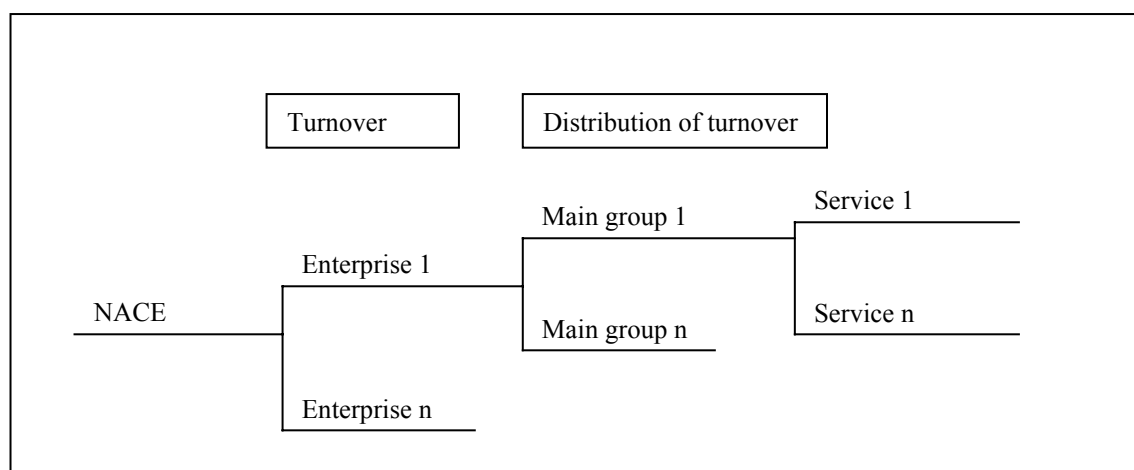 Turnover
Distribution of turnover
Service 1
Main group 1
Enterprise 1
NACE
Service n
Main group n
Enterprise n